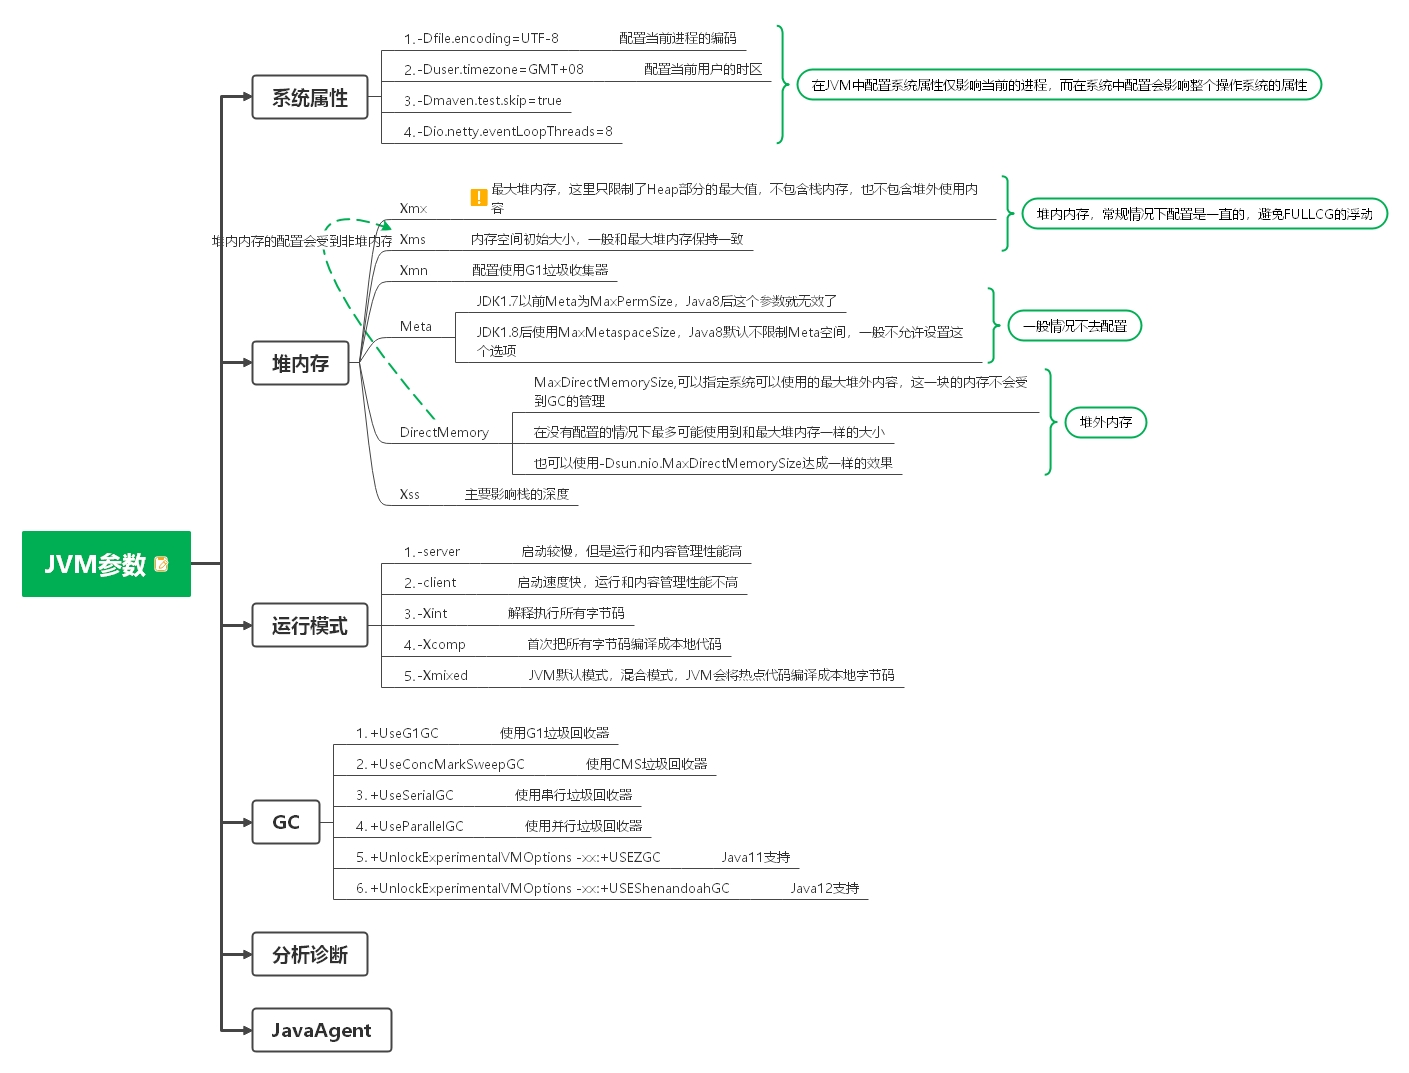 JVM参数
系统属性
1.-Dfile.encoding=UTF-8 配置当前进程的编码
2.-Duser.timezone=GMT+08 配置当前用户的时区
3.-Dmaven.test.skip=true
4.-Dio.netty.eventLoopThreads=8
在JVM中配置系统属性仅影响当前的进程，而在系统中配置会影响整个操作系统的属性
堆内存
Xmx
最大堆内存，这里只限制了Heap部分的最大值，不包含栈内存，也不包含堆外使用内
容
Xms 内存空间初始大小，一般和最大堆内存保持一致
堆内内存，常规情况下配置是一直的，避免FULLCG的浮动
堆内内存的配置会受到非堆内存
Xmn 配置使用G1垃圾收集器
Meta
JDK1.7以前Meta为MaxPermSize，Java8后这个参数就无效了
JDK1.8后使用MaxMetaspaceSize，Java8默认不限制Meta空间，一般不允许设置这
个选项
一般情况不去配置
DirectMemory
MaxDirectMemorySize,可以指定系统可以使用的最大堆外内容，这一块的内存不会受
到GC的管理
在没有配置的情况下最多可能使用到和最大堆内存一样的大小
也可以使用-Dsun.nio.MaxDirectMemorySize达成一样的效果
堆外内存
Xss 主要影响栈的深度
运行模式
1.-server 启动较慢，但是运行和内容管理性能高
2.-client 启动速度快，运行和内容管理性能不高
3.-Xint 解释执行所有字节码
4.-Xcomp 首次把所有字节码编译成本地代码
5.-Xmixed JVM默认模式，混合模式，JVM会将热点代码编译成本地字节码
GC
1. +UseG1GC 使用G1垃圾回收器
2. +UseConcMarkSweepGC 使用CMS垃圾回收器
3. +UseSerialGC 使用串行垃圾回收器
4. +UseParallelGC 使用并行垃圾回收器
5. +UnlockExperimentalVMOptions -xx:+USEZGC Java11支持
6. +UnlockExperimentalVMOptions -xx:+USEShenandoahGC Java12支持
分析诊断
JavaAgent